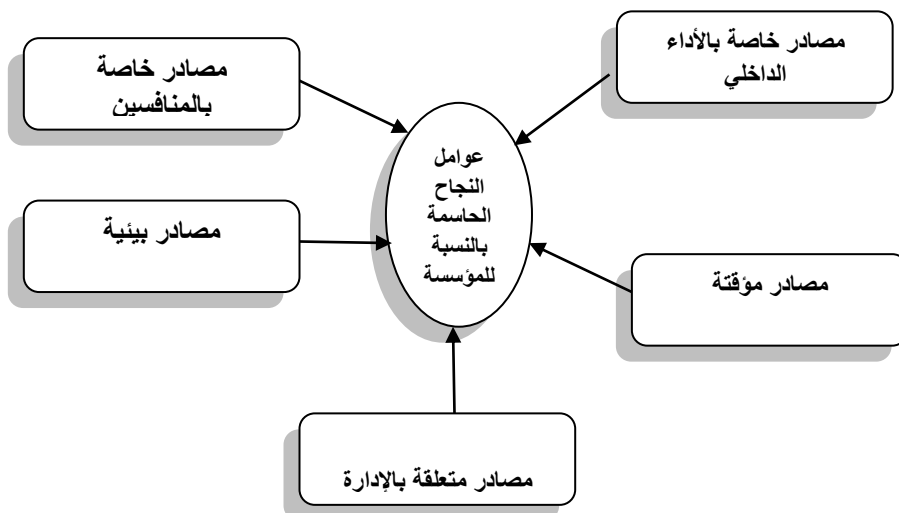 مصادر خاصة بالأداء
الداخلي
مصادر خاصة
بالمنافسين
عوامل
النجاح
الحاسمة
بالنسبة
للمؤسسة
مصادر بيئية
مصادر مؤقتة
مصادر متعلقة بالإدارة